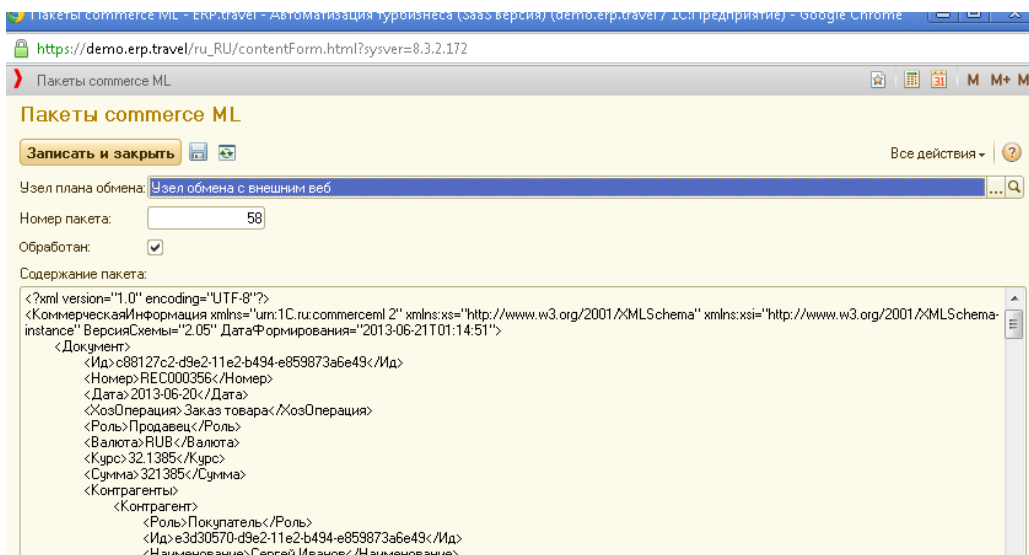 Пакеты commerce ML - ERP.travel - Автоматизация турбизнеса (SaaS версия) (demo.erp.travel / 1С:Предприятие) - Google Chrome
https://demo.erp.travel/ru_RU/contentForm.html?sysver=8.3.2.172
Пакеты commerce ML 31 M M+ M
Пакеты commerce ML
Записать и закрыть Все действия ?
Узел плана обмена: Узел обмена с внешним веб ...
Номер пакета: 58
Обработан:
Содержание пакета:
<?xml version="1.0" encoding="UTF-8"?>
<КоммерческаяИнформация xmlns="urn:1C.ru:commerceml 2" xmlns:xs="http://www.w3.org/2001/XMLSchema" xmlns:xsi="http://www.w3.org/2001/XMLSchema-
instance" ВерсияСхемы="2.05" ДатаФормирования="2013-06-21T01:14:51">
<Документ>
<Ид>c88127c2-d9e2-11e2-b494-e859873a6e49</Ид>
<Номер>REC000356</Номер>
<Дата>2013-06-20</Дата>
<ХозОперация>Заказ товара</ХозОперация>
<Роль>Продавец</Роль>
<Валюта>RUB</Валюта>
<Курс>32.1385</Курс>
<Сумма>321385</Сумма>
<Контрагенты>
<Контрагент>
<Роль>Покупатель</Роль>
<Ид>e3d30570-d9e2-11e2-b494-e859873a6e49</Ид>
<Наименование>Сергей Иванов</Наименование>